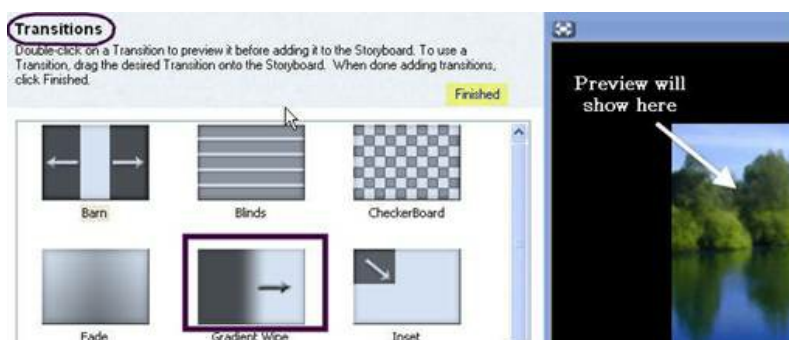 Transitions
Double-click on a Transition to preview it before adding it to the Storyboard. To use a
Transition, drag the desired Transition onto the Storyboard. When done adding transitions,
click Finished.
Finished
Preview will
show here
Barn
Blinds
CheckerBoard
Fade
Gradient Wipe
Inset